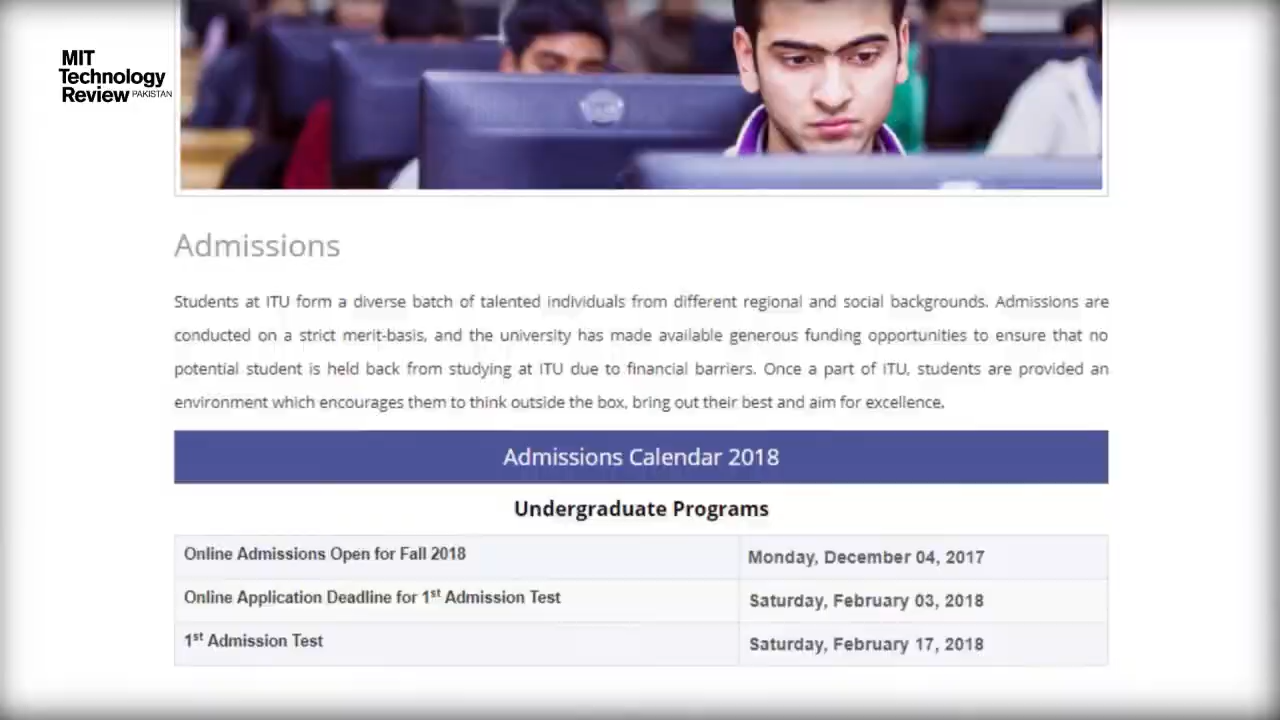 MIT
Technology
Review PAKISTAN
Admissions
Students at ITU form a diverse batch of talented individuals from different regional and social backgrounds. Admissions are
conducted on a strict merit-basis, and the university has made available generous funding opportunities to ensure that no
potential student is held back from studying at ITU due to financial barriers. Once a part of ITU, students are provided an
environment which encourages them to think outside the box, bring out their best and aim for excellence.
Admissions Calendar 2018
Undergraduate Programs
Online Admissions Open for Fall 2018 Monday, December 04, 2017
Online Application Deadline for 1st Admission Test Saturday, February 03, 2018
1st Admission Test Saturday, February 17, 2018